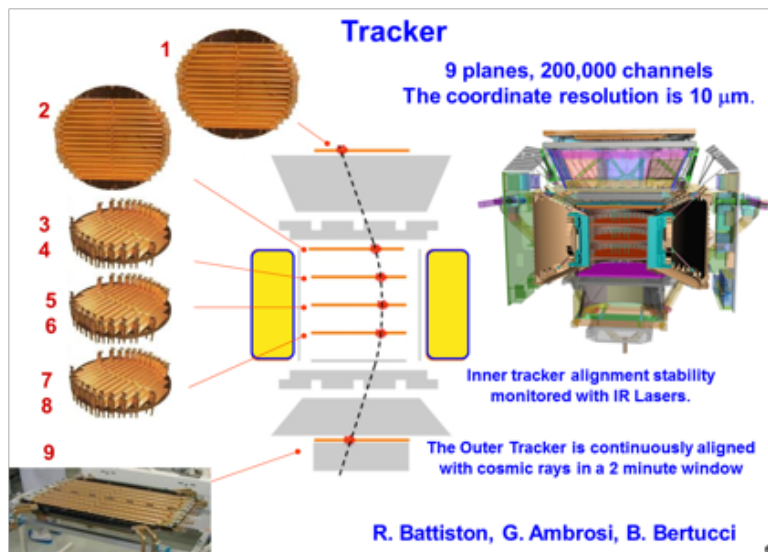 Tracker
9 planes, 200,000 channels
The coordinate resolution is 10 μm.
1
2
3
4
5
6
7
8
9
Inner tracker alignment stability
monitored with IR Lasers.
The Outer Tracker is continuously aligned
with cosmic rays in a 2 minute window
R. Battiston, G. Ambrosi, B. Bertucci